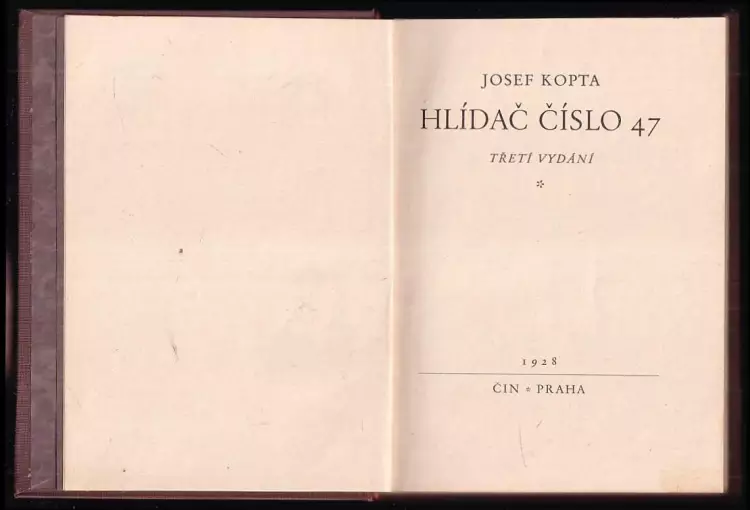 JOSEF KOPTA
HLÍDAČ ČÍSLO 47
TŘETÍ VYDÁNÍ
*
1928
ČIN * PRAHA